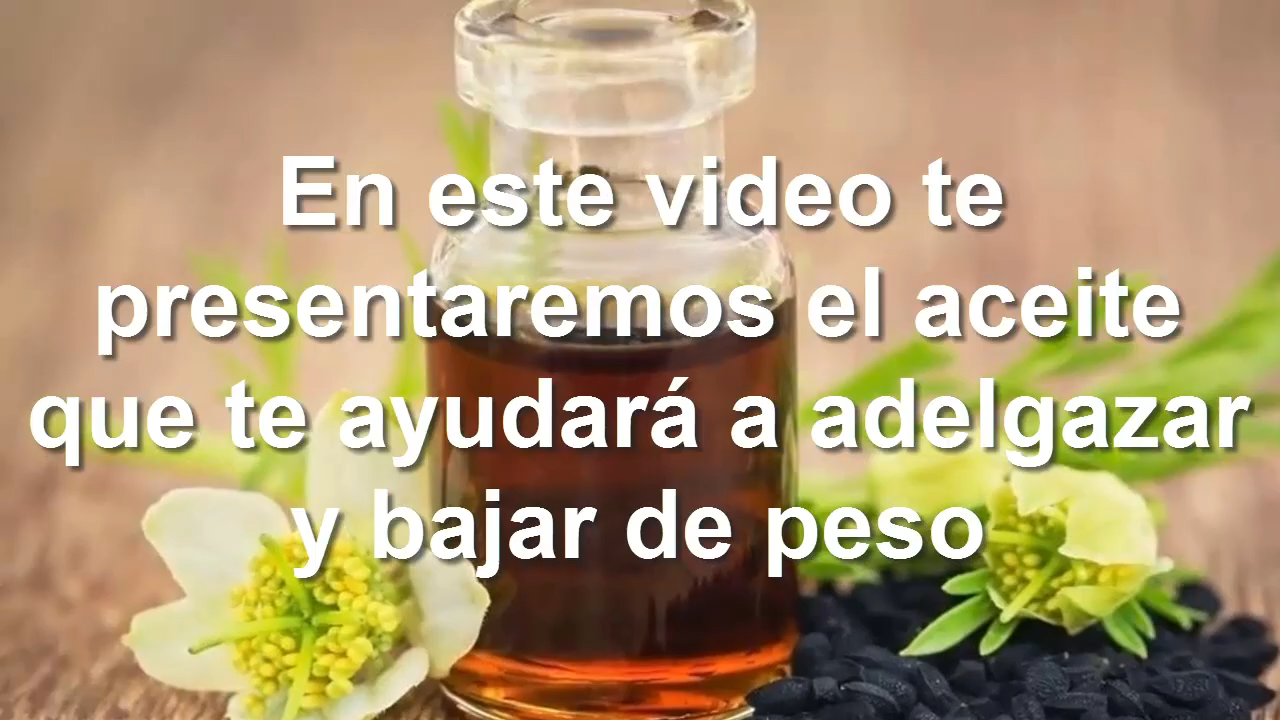 En este video te
presentaremos el aceite
que te ayudará a adelgazar
y bajar de peso